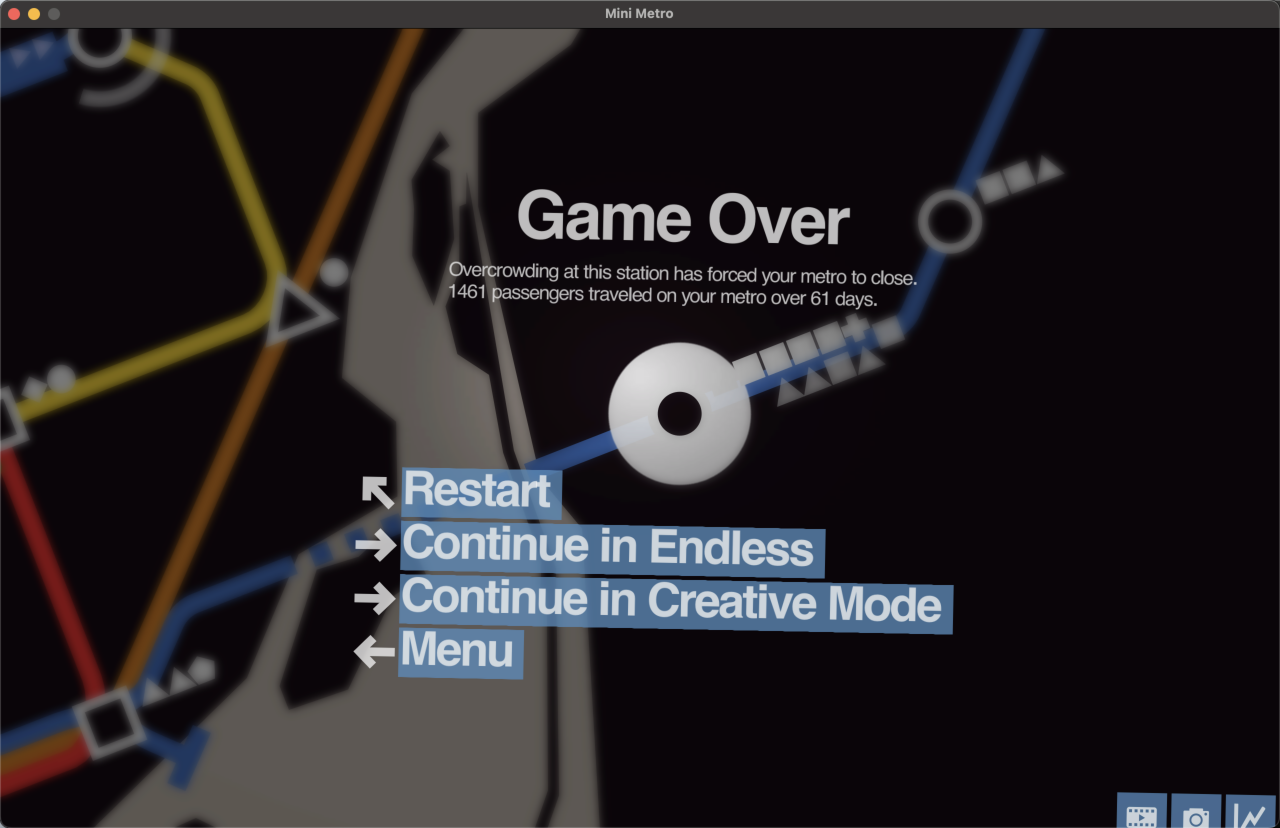 Mini Metro
Game Over
Overcrowding at this station has forced your metro to close.
1461 passengers traveled on your metro over 61 days.
Restart
Continue in Endless
Continue in Creative Mode
Menu